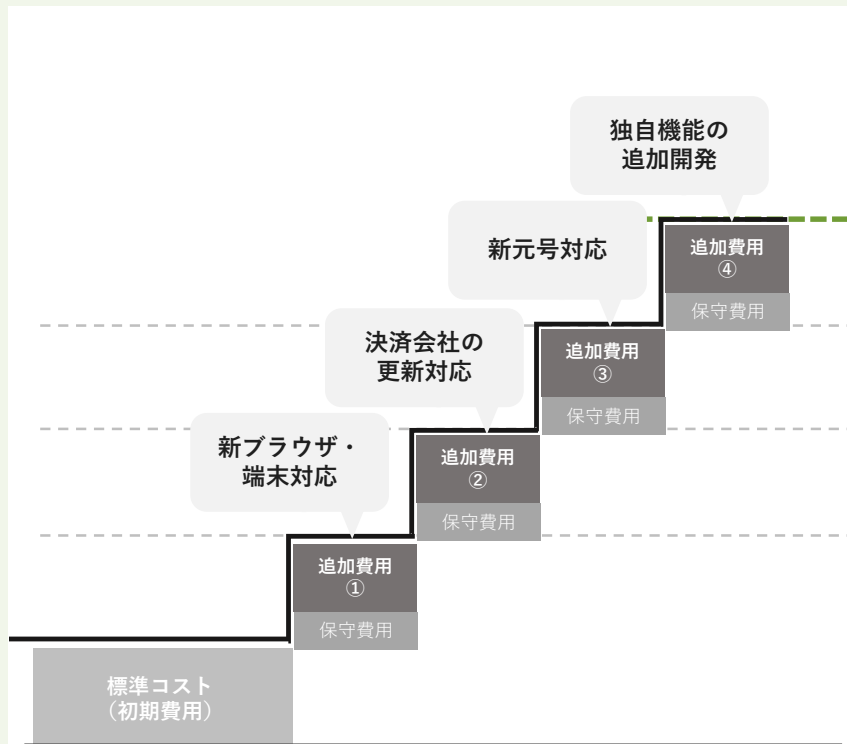 独自機能の
追加開発
追加費用
④
保守費用
新元号対応
追加費用
③
保守費用
決済会社の
更新対応
追加費用
②
保守費用
新ブラウザ・
端末対応
追加費用
①
保守費用
標準コスト
（初期費用）